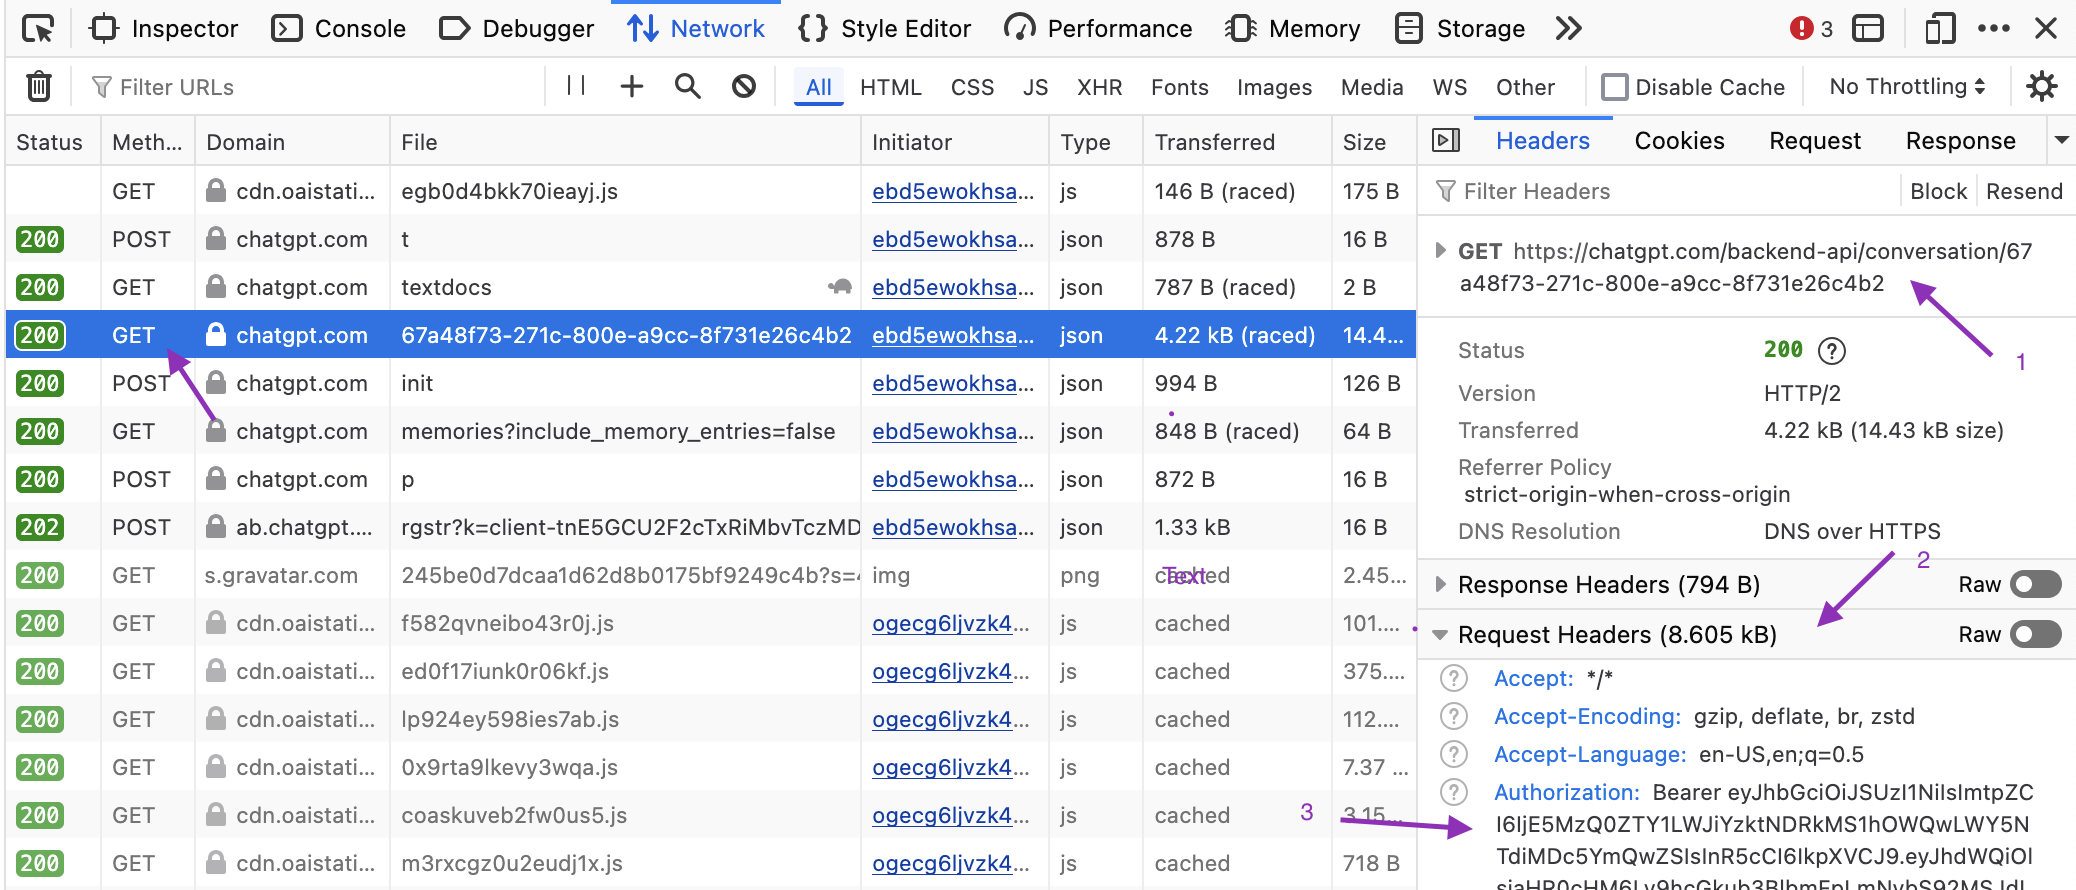 Inspector Console Debugger Network Style Editor Performance Memory Storage 3
Filter URLs All HTML CSS JS XHR Fonts Images Media WS Other Disable Cache No Throttling
Status Meth... Domain File Initiator Type Transferred Size
GET cdn.oaistati... egb0d4bkk70ieayj.js ebd5ewokhsa... js 146 B (raced) 175 B
200 POST chatgpt.com t ebd5ewokhsa... json 878 B 16 B
200 GET chatgpt.com textdocs ebd5ewokhsa... json 787 B (raced) 2 B
200 GET chatgpt.com 67a48f73-271c-800e-a9cc-8f731e26c4b2 ebd5ewokhsa... json 4.22 kB (raced) 14.4...
200 POST chatgpt.com init ebd5ewokhsa... json 994 B 126 B
200 GET chatgpt.com memories?include_memory_entries=false ebd5ewokhsa... json 848 B (raced) 64 B
200 POST chatgpt.com p ebd5ewokhsa... json 872 B 16 B
202 POST ab.chatgpt.... rgstr?k=client-tnE5GCU2F2cTxRiMbvTczMD ebd5ewokhsa... json 1.33 kB 16 B
200 GET s.gravatar.com 245be0d7dcaa1d62d8b0175bf9249c4b?s=4 img png cached 2.45...
Text
200 GET cdn.oaistati... f582qvneibo43r0j.js ogecg6ljvzk4... js cached 101....
200 GET cdn.oaistati... ed0f17iunk0r06kf.js ogecg6ljvzk4... js cached 375....
200 GET cdn.oaistati... lp924ey598ies7ab.js ogecg6ljvzk4... js cached 112....
200 GET cdn.oaistati... 0x9rta9lkevy3wqa.js ogecg6ljvzk4... js cached 7.37 ...
200 GET cdn.oaistati... coaskuveb2fw0us5.js ogecg6ljvzk4... js cached 3.15...
3
200 GET cdn.oaistati... m3rxcgz0u2eudj1x.js ogecg6ljvzk4... js cached 718 B
Headers Cookies Request Response
Filter Headers Block Resend
GET https://chatgpt.com/backend-api/conversation/67
a48f73-271c-800e-a9cc-8f731e26c4b2
1
Status 200
Version HTTP/2
Transferred 4.22 kB (14.43 kB size)
Referrer Policy
strict-origin-when-cross-origin
DNS Resolution DNS over HTTPS
2
Response Headers (794 B) Raw
Request Headers (8.605 kB) Raw
Accept: */*
Accept-Encoding: gzip, deflate, br, zstd
Accept-Language: en-US,en;q=0.5
Authorization: Bearer eyJhbGciOiJSUzI1NiIsImtpZC
I6IjE5MzQ0ZTY1LWJiYzktNDRkMS1hOWQwLWY5N
TdiMDc5YmQwZSIsInR5cCI6IkpXVCJ9.eyJhdWQiOl